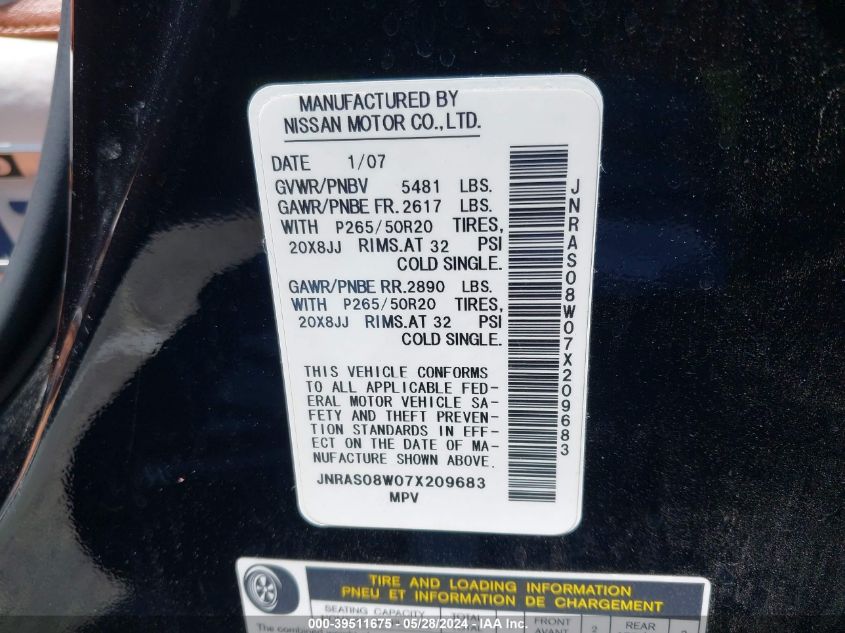 MANUFACTURED BY
NISSAN MOTOR CO.,LTD.
DATE 1/07
GVWR/PNBV 5481 LBS.
GAWR/PNBE FR.2617 LBS.
WITH P265/50R20 TIRES,
20X8JJ RIMS.AT 32 PSI
COLD SINGLE.
GAWR/PNBE RR.2890 LBS.
WITH P265/50R20 TIRES,
20X8JJ RIMS.AT 32 PSI
COLD SINGLE.
THIS VEHICLE CONFORMS
TO ALL APPLICABLE FED-
ERAL MOTOR VEHICLE SA-
FETY AND THEFT PREVEN-
TION STANDARDS IN EFF-
ECT ON THE DATE OF MA-
NUFACTURE SHOWN ABOVE.
JNRAS08W07X209683
MPV
JNRAS08W07X209683
TIRE AND LOADING INFORMATION
PNEU ET INFORMATION DE CHARGEMENT
SEATING CAPACITY
FRONT
AVANT 2 REAR
The combined
000-39511675 - 05/28/2024 - IAA Inc.